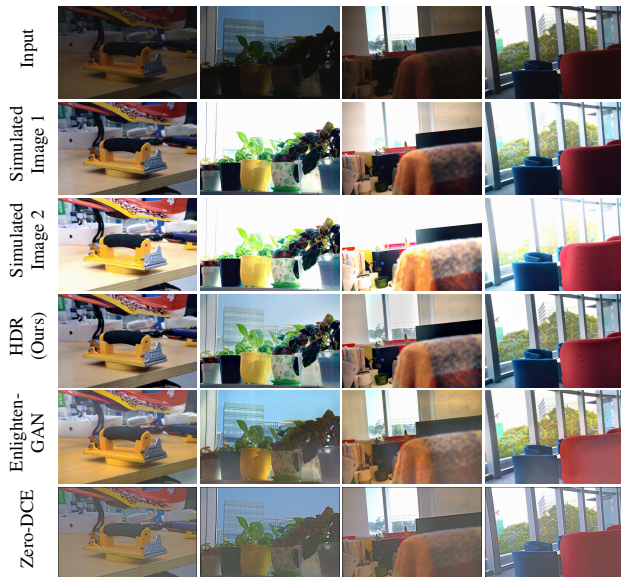 Input
Simulated
Image 1
Simulated
Image 2
HDR
(Ours)
Enlighten-
GAN
Zero-DCE